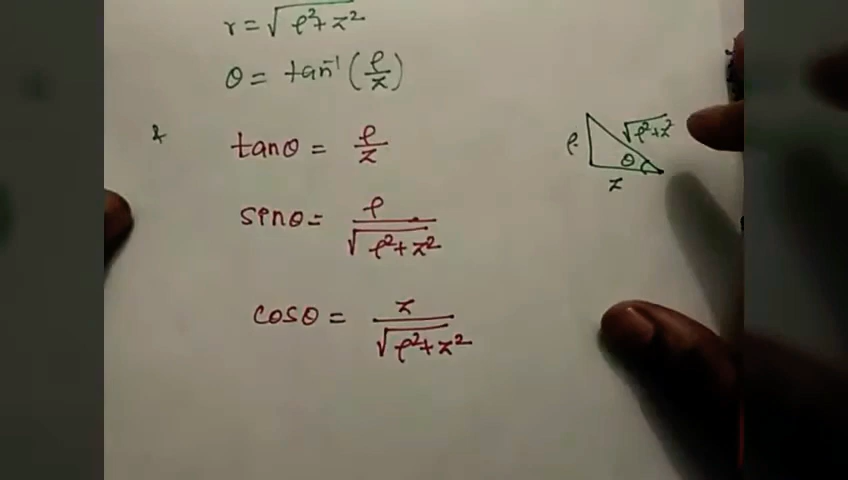 r = √ρ²+z²
θ = tan⁻¹ (ρ/z)
& tanθ = ρ/z
sinθ = ρ/√ρ²+z²
cosθ = z/√ρ²+z²
√ρ²+z²
ρ
θ
z